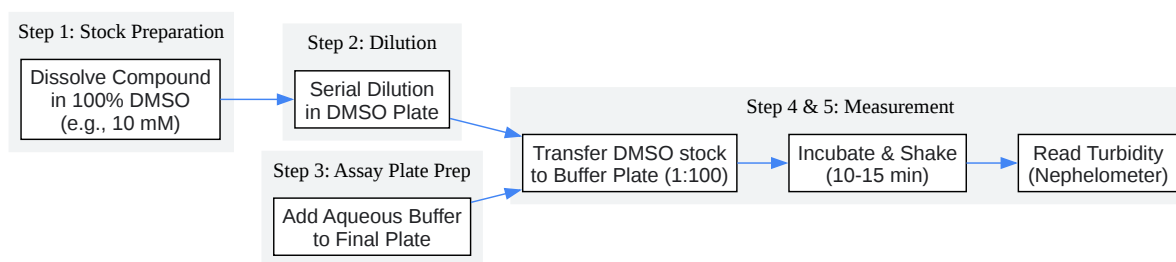 Step 1: Stock Preparation
Dissolve Compound
in 100% DMSO
(e.g., 10 mM)
Step 2: Dilution
Serial Dilution
in DMSO Plate
Step 3: Assay Plate Prep
Add Aqueous Buffer
to Final Plate
Step 4 & 5: Measurement
Transfer DMSO stock
to Buffer Plate (1:100)
Incubate & Shake
(10-15 min)
Read Turbidity
(Nephelometer)